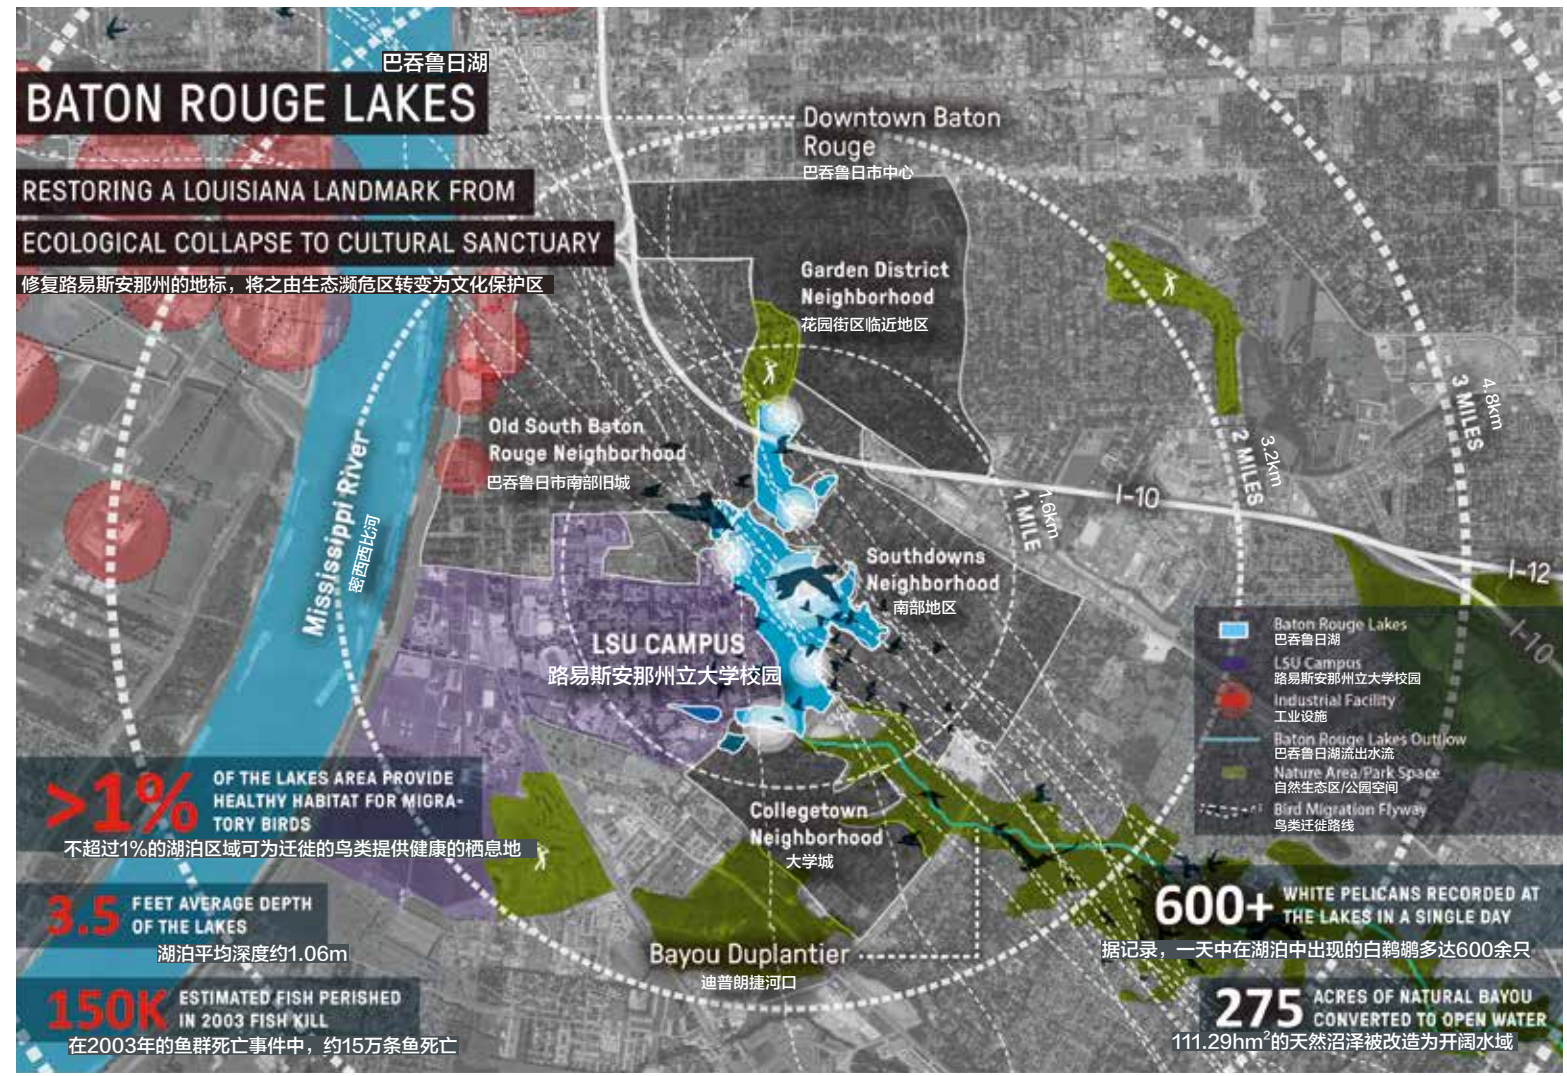 巴吞鲁日湖
BATON ROUGE LAKES
RESTORING A LOUISIANA LANDMARK FROM
ECOLOGICAL COLLAPSE TO CULTURAL SANCTUARY
修复路易斯安那州的地标，将之由生态濒危区转变为文化保护区
Downtown Baton
Rouge
巴吞鲁日市中心
Garden District
Neighborhood
花园街区临近地区
Old South Baton
Rouge Neighborhood
巴吞鲁日市南部旧城
Mississippi River
密西西比河
Southdowns
Neighborhood
南部地区
LSU CAMPUS
路易斯安那州立大学校园
1 MILE
1.6km
2 MILES
3.2km
3 MILES
4.8km
I-10
I-12
I-10
Baton Rouge Lakes
巴吞鲁日湖
LSU Campus
路易斯安那州立大学校园
Industrial Facility
工业设施
Baton Rouge Lakes Outflow
巴吞鲁日湖流出水流
Nature Area/Park Space
自然生态区/公园空间
Bird Migration Flyway
鸟类迁徙路线
Collegetown
Neighborhood
大学城
Bayou Duplantier
迪普朗捷河口
>1% OF THE LAKES AREA PROVIDE
HEALTHY HABITAT FOR MIGRA-
TORY BIRDS
不超过1%的湖泊区域可为迁徙的鸟类提供健康的栖息地
3.5 FEET AVERAGE DEPTH
OF THE LAKES
湖泊平均深度约1.06m
150K ESTIMATED FISH PERISHED
IN 2003 FISH KILL
在2003年的鱼群死亡事件中，约15万条鱼死亡
600+ WHITE PELICANS RECORDED AT
THE LAKES IN A SINGLE DAY
据记录，一天中在湖泊中出现的白鹈鹕多达600余只
275 ACRES OF NATURAL BAYOU
CONVERTED TO OPEN WATER
111.29hm²的天然沼泽被改造为开阔水域